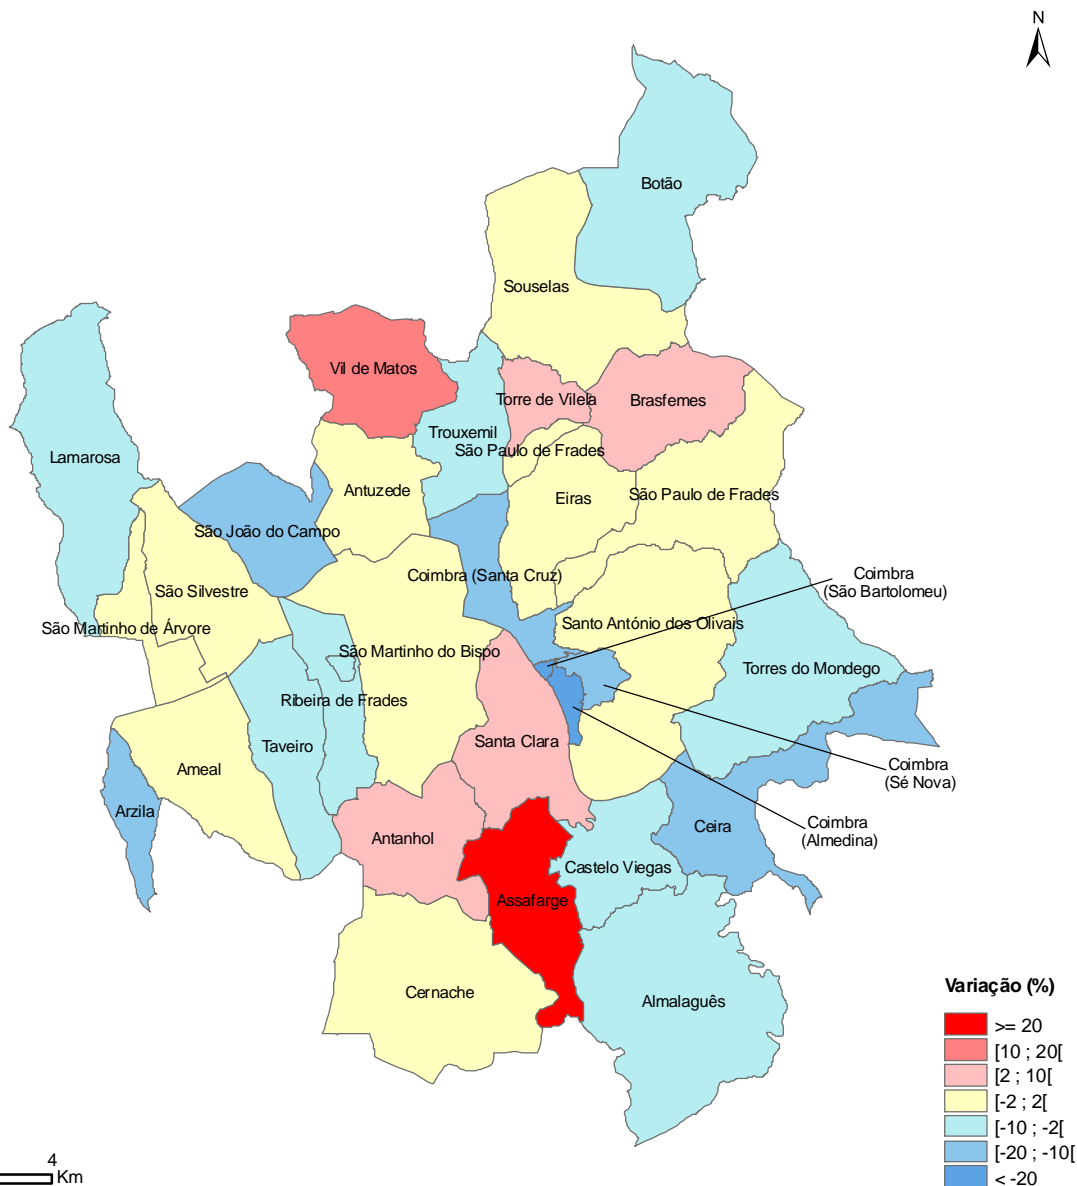 N
Botão
Souselas
Vil de Matos
Torre de Vilela
Brasfemes
Trouxemil
São Paulo de Frades
Lamarosa
Antuzede
Eiras
São Paulo de Frades
São João do Campo
Coimbra (Santa Cruz)
Coimbra
(São Bartolomeu)
São Silvestre
São Martinho de Árvore
Santo António dos Olivais
São Martinho do Bispo
Torres do Mondego
Ribeira de Frades
Taveiro
Santa Clara
Ameal
Coimbra
(Sé Nova)
Arzila
Antanhol
Ceira
Coimbra
(Almedina)
Castelo Viegas
Assafarge
Cernache
Almalaguês
Variação (%)
>= 20
[10 ; 20[
[2 ; 10[
[-2 ; 2[
[-10 ; -2[
[-20 ; -10[
< -20
4
Km